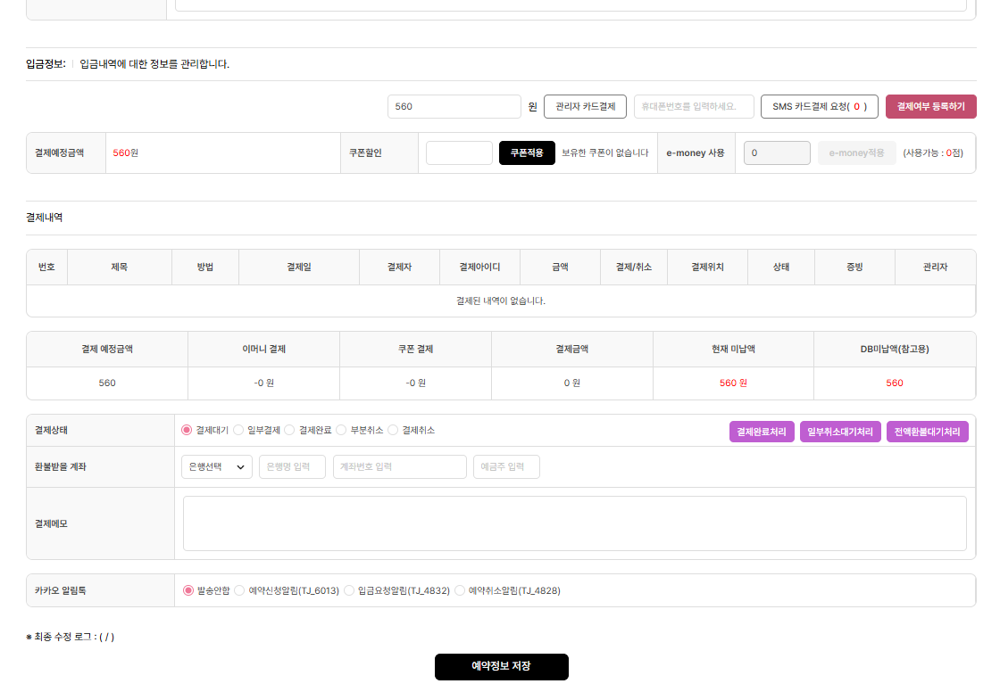 입금정보: 입금내역에 대한 정보를 관리합니다.
560 원 관리자 카드결제 휴대폰번호를 입력하세요. SMS 카드결제 요청( 0 ) 결제여부 등록하기
결제예정금액 560원 쿠폰할인 쿠폰적용 보유한 쿠폰이 없습니다 e-money 사용 0 e-money적용 (사용가능 : 0점)
결제내역
번호 제목 방법 결제일 결제자 결제아이디 금액 결제/취소 결제위치 상태 증빙 관리자
결제된 내역이 없습니다.
결제 예정금액 이머니 결제 쿠폰 결제 결제금액 현재 미납액 DB미납액(참고용)
560 -0 원 -0 원 0 원 560 원 560
결제상태 결제대기 일부결제 결제완료 부분취소 결제취소 결제완료처리 일부취소대기처리 전액환불대기처리
환불받을 계좌 은행선택 은행명 입력 계좌번호 입력 예금주 입력
결제메모
카카오 알림톡 발송안함 예약신청알림(TJ_6013) 입금요청알림(TJ_4832) 예약취소알림(TJ_4828)
※ 최종 수정 로그 : ( / )
예약정보 저장